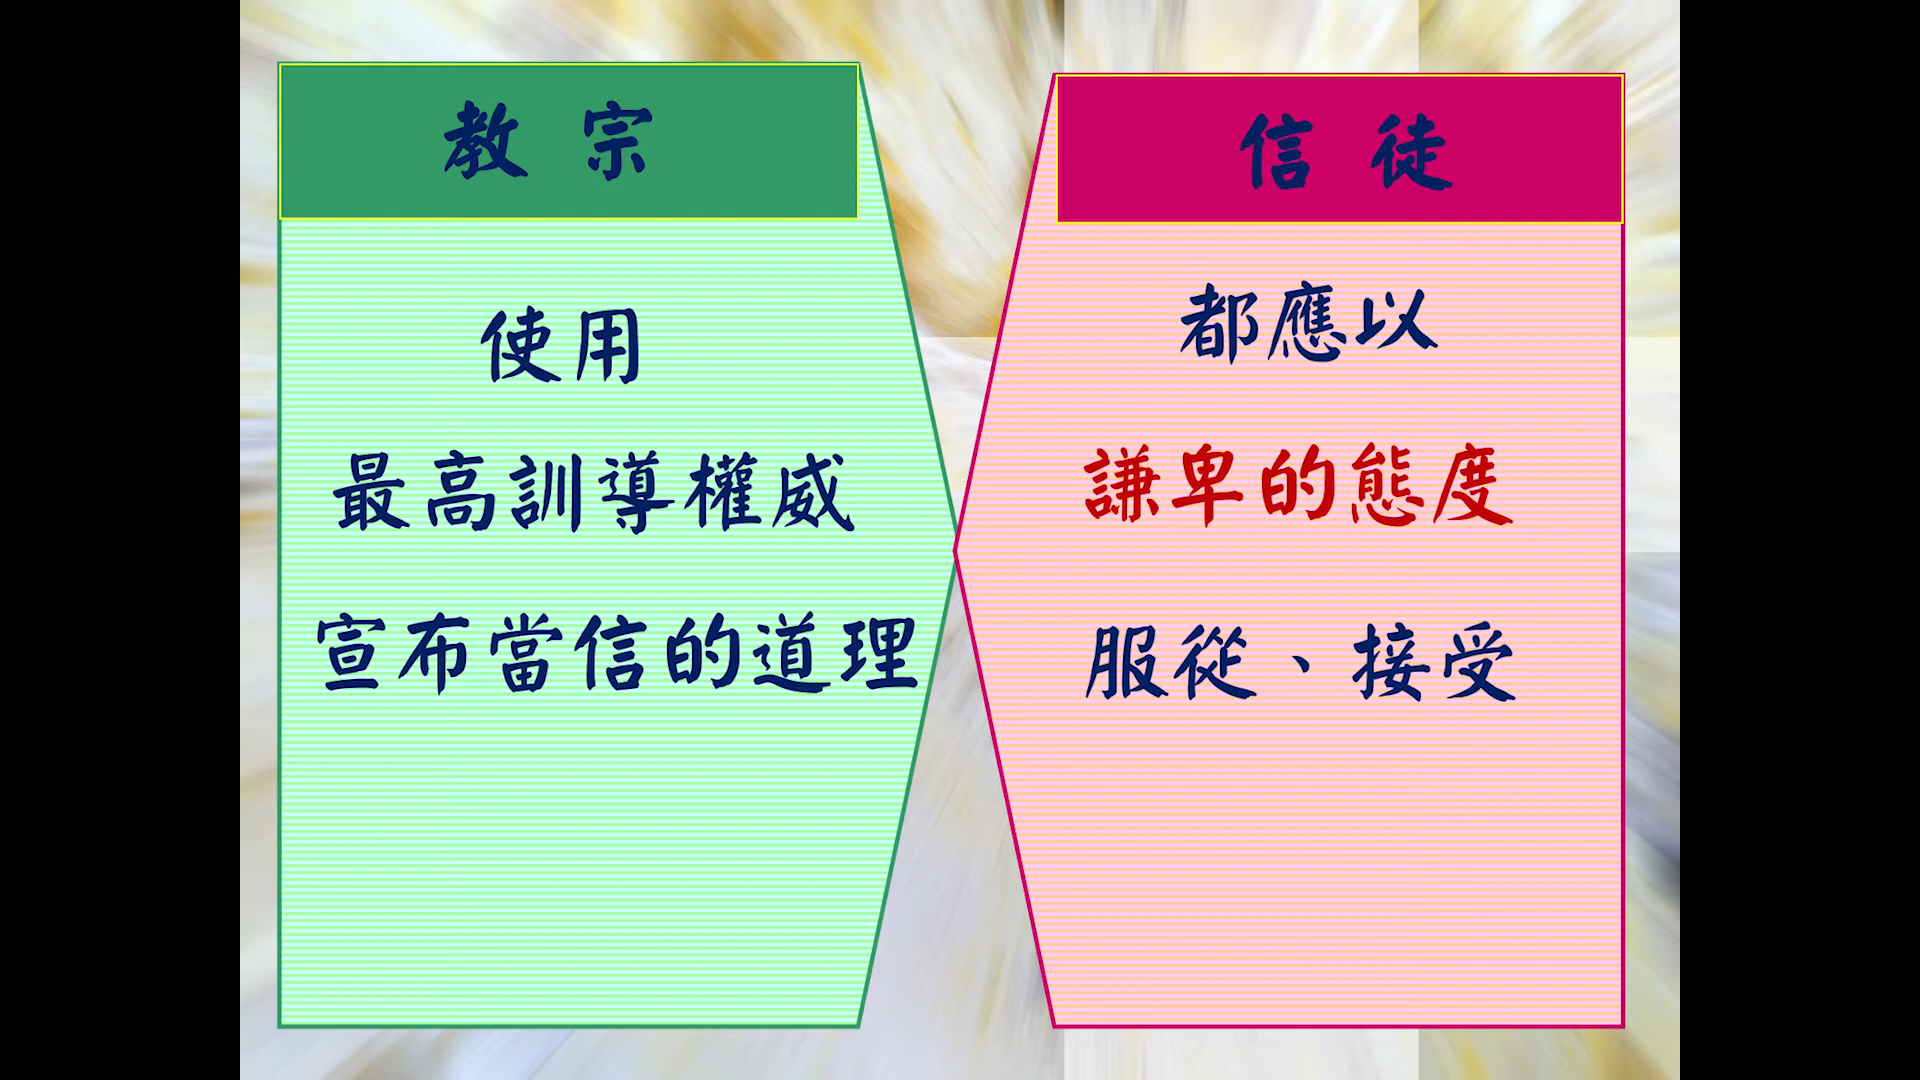 教宗
使用
最高訓導權威
宣布當信的道理
信徒
都應以
謙卑的態度
服從、接受